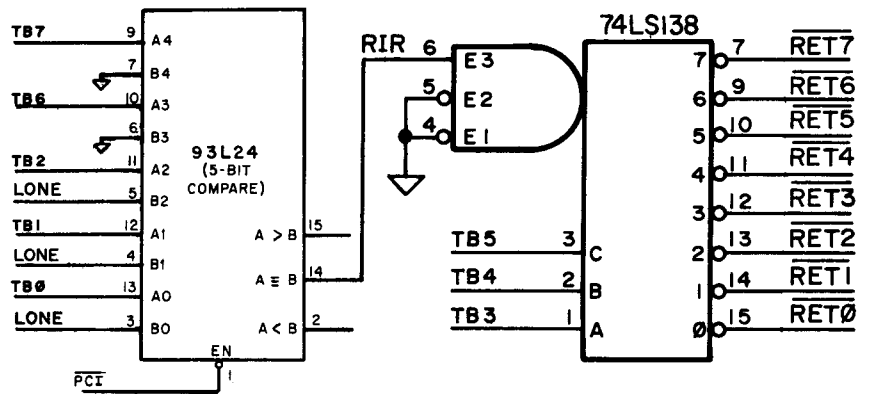 TB7 9 A4
7 B4
TB6 10 A3
6 B3
TB2 11 A2
LONE 5 B2
TB1 12 A1
LONE 4 B1
TBØ 13 A0
LONE 3 B0
93L24
(5-BIT
COMPARE)
A > B 15
A ≡ B 14
A < B 2
EN
1
PCI
RIR 6 E3
5 E2
4 E1
74LS138
TB5 3 C
TB4 2 B
TB3 1 A
7 7 RET7
6 9 RET6
5 10 RET5
4 11 RET4
3 12 RET3
2 13 RET2
1 14 RET1
Ø 15 RETØ